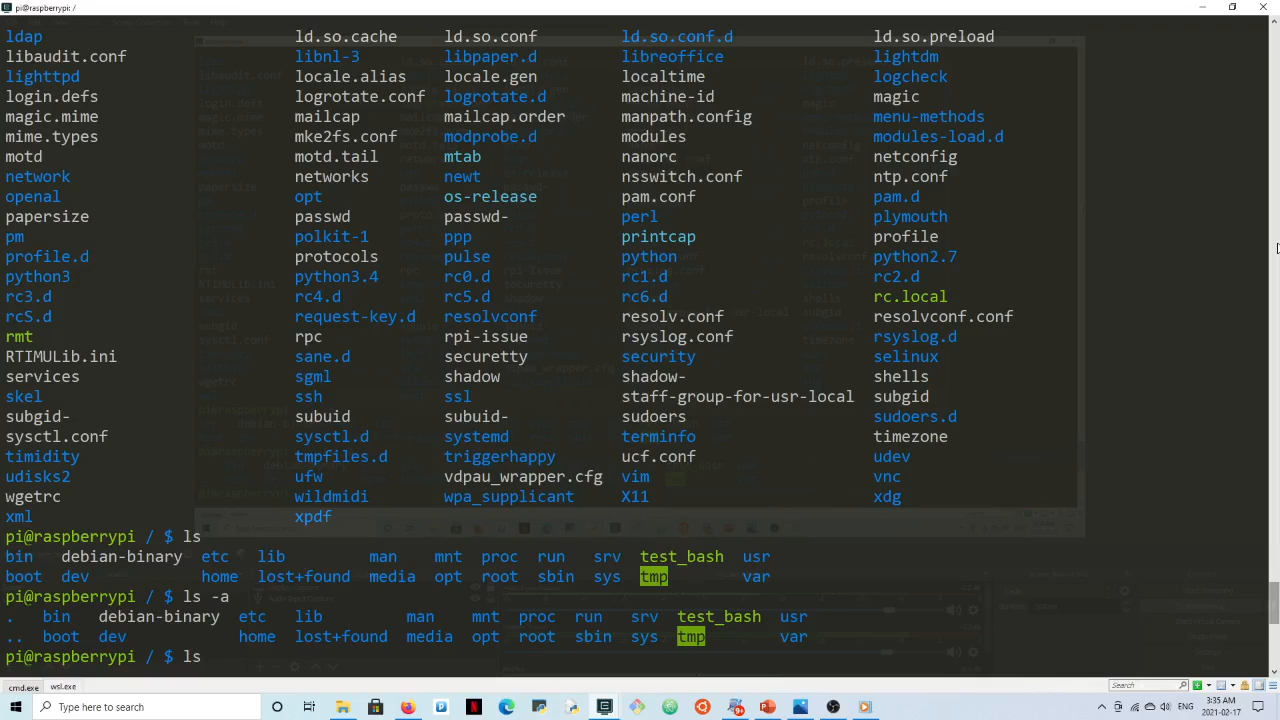 pi@raspberrypi: /
ldap ld.so.cache ld.so.conf ld.so.conf.d ld.so.preload
libaudit.conf libnl-3 libpaper.d libreoffice lightdm
lighttpd locale.alias locale.gen localtime logcheck
login.defs logrotate.conf logrotate.d machine-id magic
magic.mime mailcap mailcap.order manpath.config menu-methods
mime.types mke2fs.conf modprobe.d modules modules-load.d
motd motd.tail mtab nanorc netconfig
network networks newt nsswitch.conf ntp.conf
openal opt os-release pam.conf pam.d
papersize passwd passwd- perl plymouth
pm polkit-1 ppp printcap profile
profile.d protocols pulse python python2.7
python3 python3.4 rc0.d rc1.d rc2.d
rc3.d rc4.d rc5.d rc6.d rc.local
rcS.d request-key.d resolvconf resolv.conf resolvconf.conf
rmt rpc rpi-issue rsyslog.conf rsyslog.d
RTIMULib.ini sane.d securetty security selinux
services sgml shadow shadow- shells
skel ssh ssl staff-group-for-usr-local subgid
subgid- subuid subuid- sudoers sudoers.d
sysctl.conf sysctl.d systemd terminfo timezone
timidity tmpfiles.d triggerhappy ucf.conf udev
udisks2 ufw vdpau_wrapper.cfg vim vnc
wgetrc wildmidi wpa_supplicant X11 xdg
xml xpdf
pi@raspberrypi / $ ls
bin debian-binary etc lib man mnt proc run srv test_bash usr
boot dev home lost+found media opt root sbin sys tmp var
pi@raspberrypi / $ ls -a
. bin debian-binary etc lib man mnt proc run srv test_bash usr
.. boot dev home lost+found media opt root sbin sys tmp var
pi@raspberrypi / $ ls
cmd.exe wsl.exe Search
Type here to search ENG 3:35 AM
2021-02-17